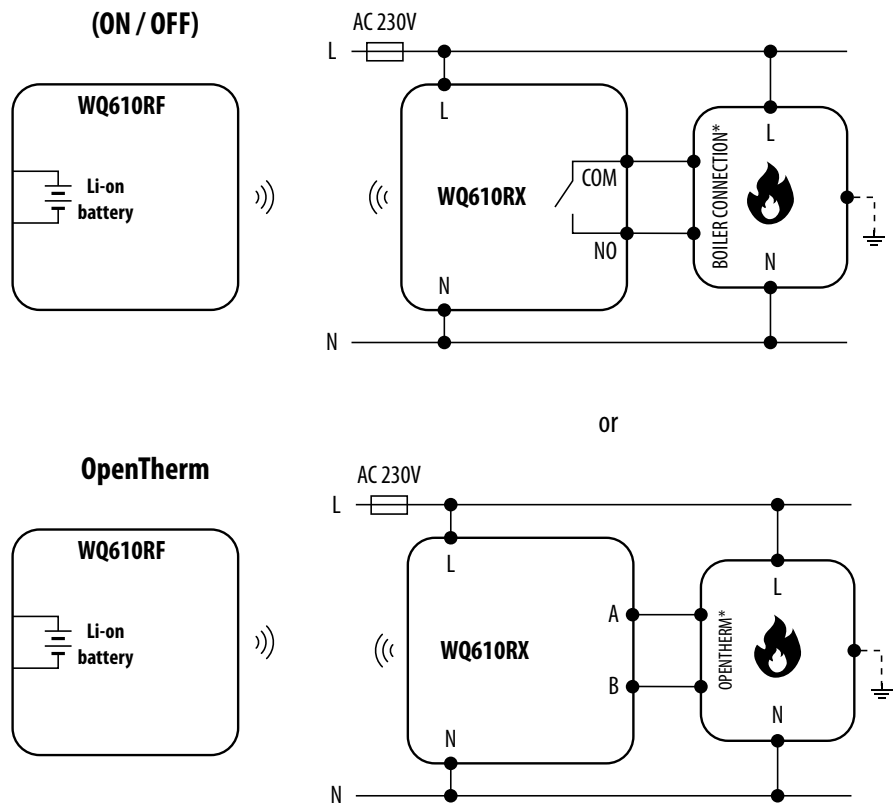 (ON / OFF)
AC 230V
L
WQ610RF
Li-on
battery
L
WQ610RX
COM
NO
N
BOILER CONNECTION*
L
N
N
or
OpenTherm
AC 230V
L
WQ610RF
Li-on
battery
L
WQ610RX
A
B
N
OPENTHERM*
L
N
N